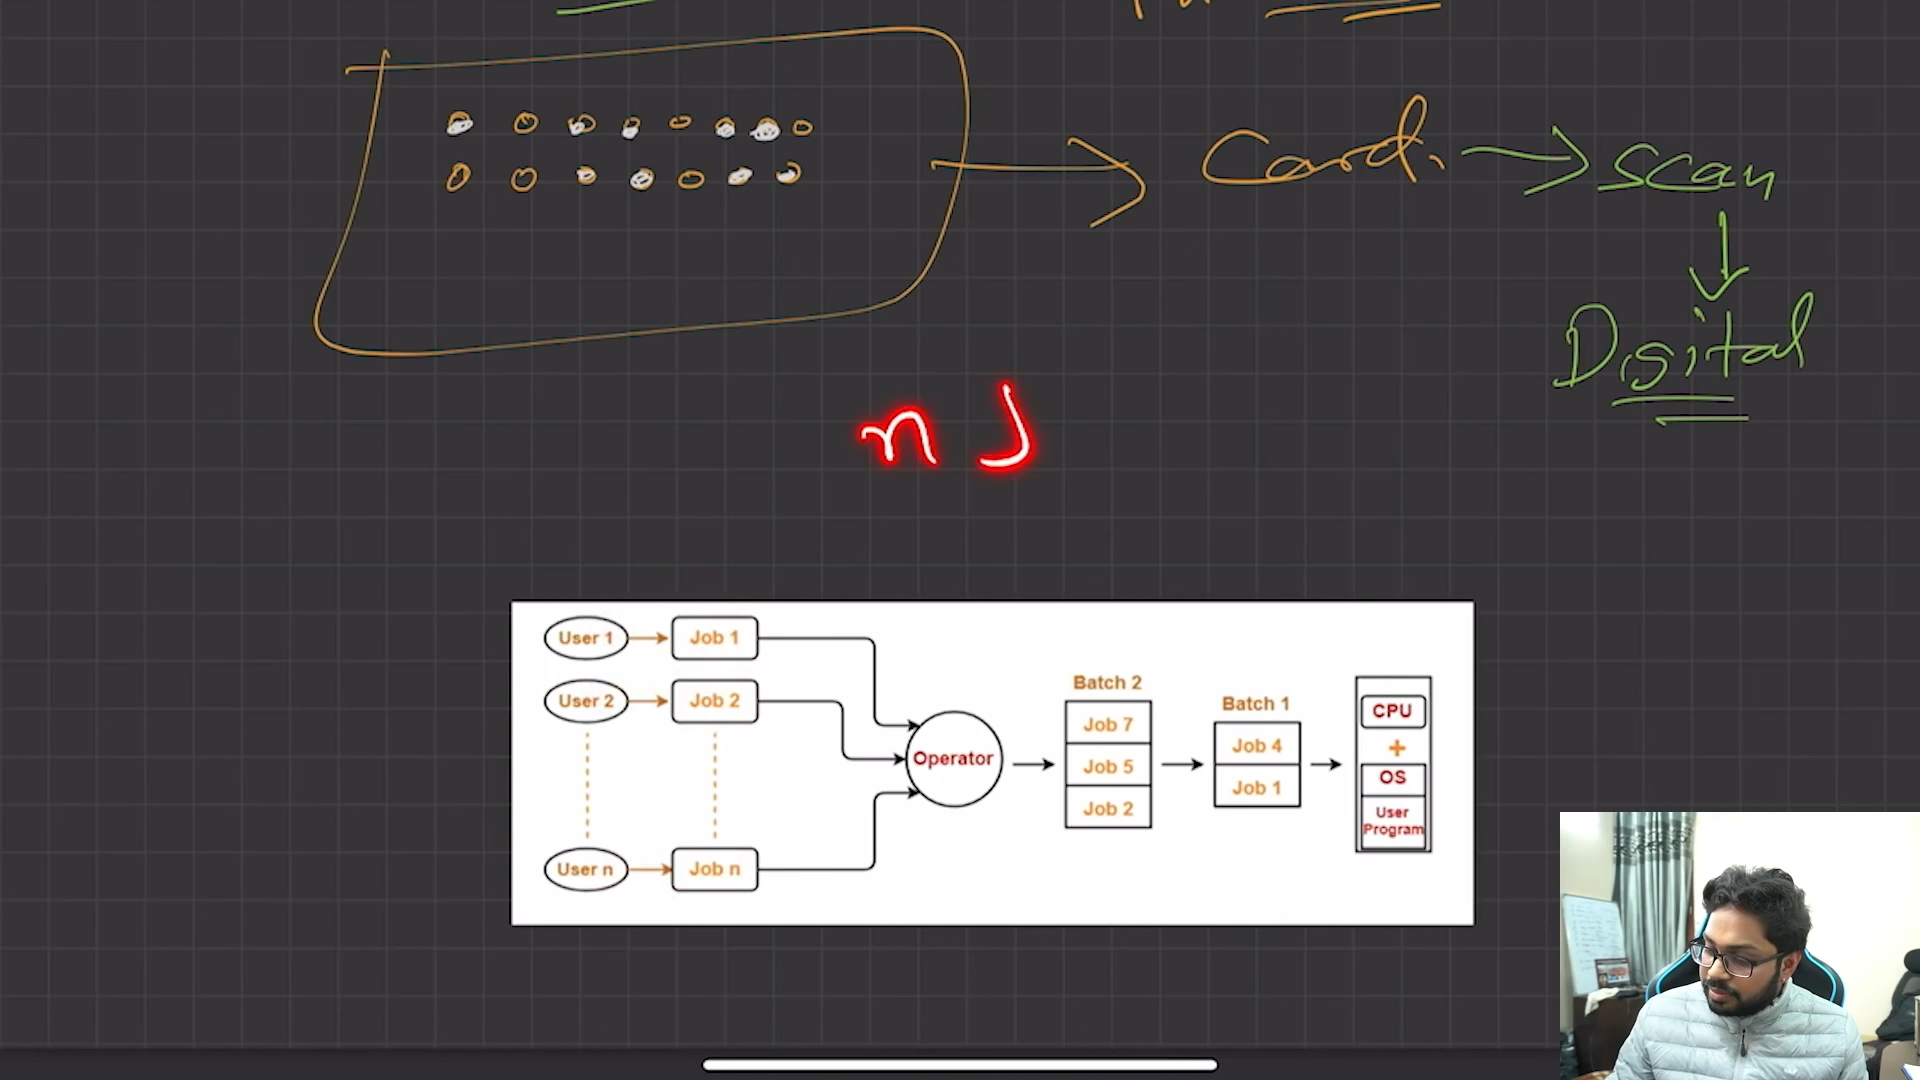 Card.
Scan
Digital
n J
User 1
Job 1
User 2
Job 2
User n
Job n
Operator
Batch 2
Job 7
Job 5
Job 2
Batch 1
Job 4
Job 1
CPU
+
OS
User
Program